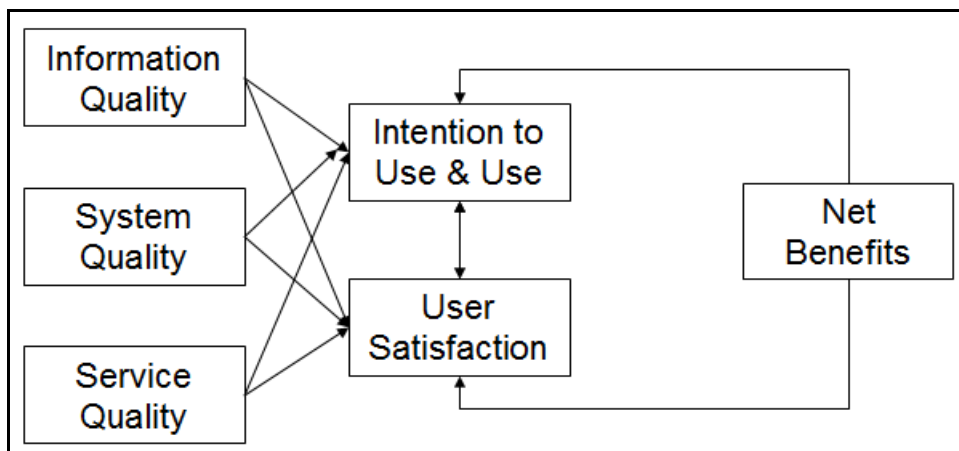 Information
Quality
System
Quality
Service
Quality
Intention to
Use & Use
User
Satisfaction
Net
Benefits